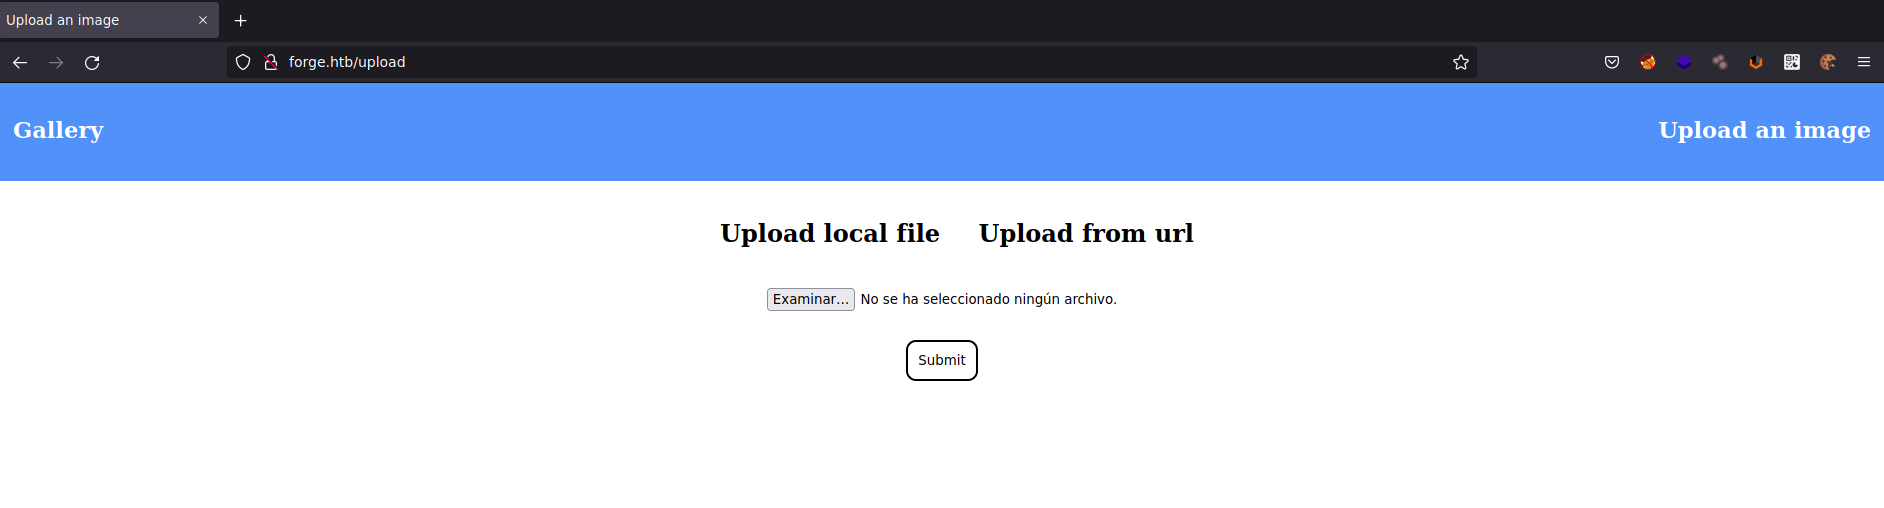 Upload an image
forge.htb/upload
Gallery
Upload an image
Upload local file
Upload from url
Examinar...
No se ha seleccionado ningún archivo.
Submit